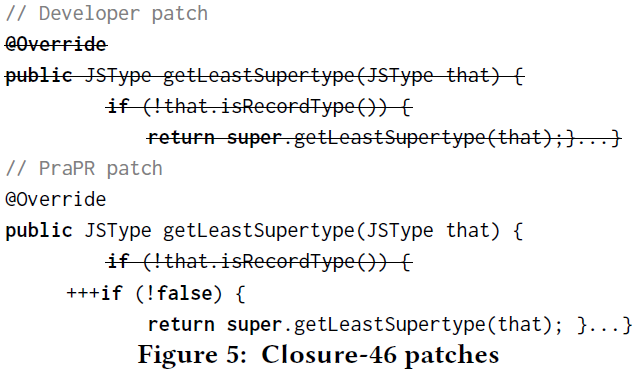 // Developer patch
@Override
public JSType getLeastSupertype(JSType that) {
if (!that.isRecordType()) {
return super.getLeastSupertype(that);}...}
// PraPR patch
@Override
public JSType getLeastSupertype(JSType that) {
if (!that.isRecordType()) {
+++if (!false) {
return super.getLeastSupertype(that); }...}
Figure 5: Closure-46 patches